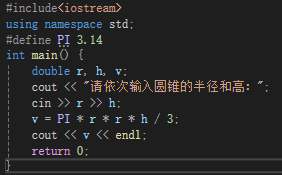 #include<iostream>
using namespace std;
#define PI 3.14
int main() {
double r, h, v;
cout << "请依次输入圆锥的半径和高: ";
cin >> r >> h;
v = PI * r * r * h / 3;
cout << v << endl;
return 0;
}